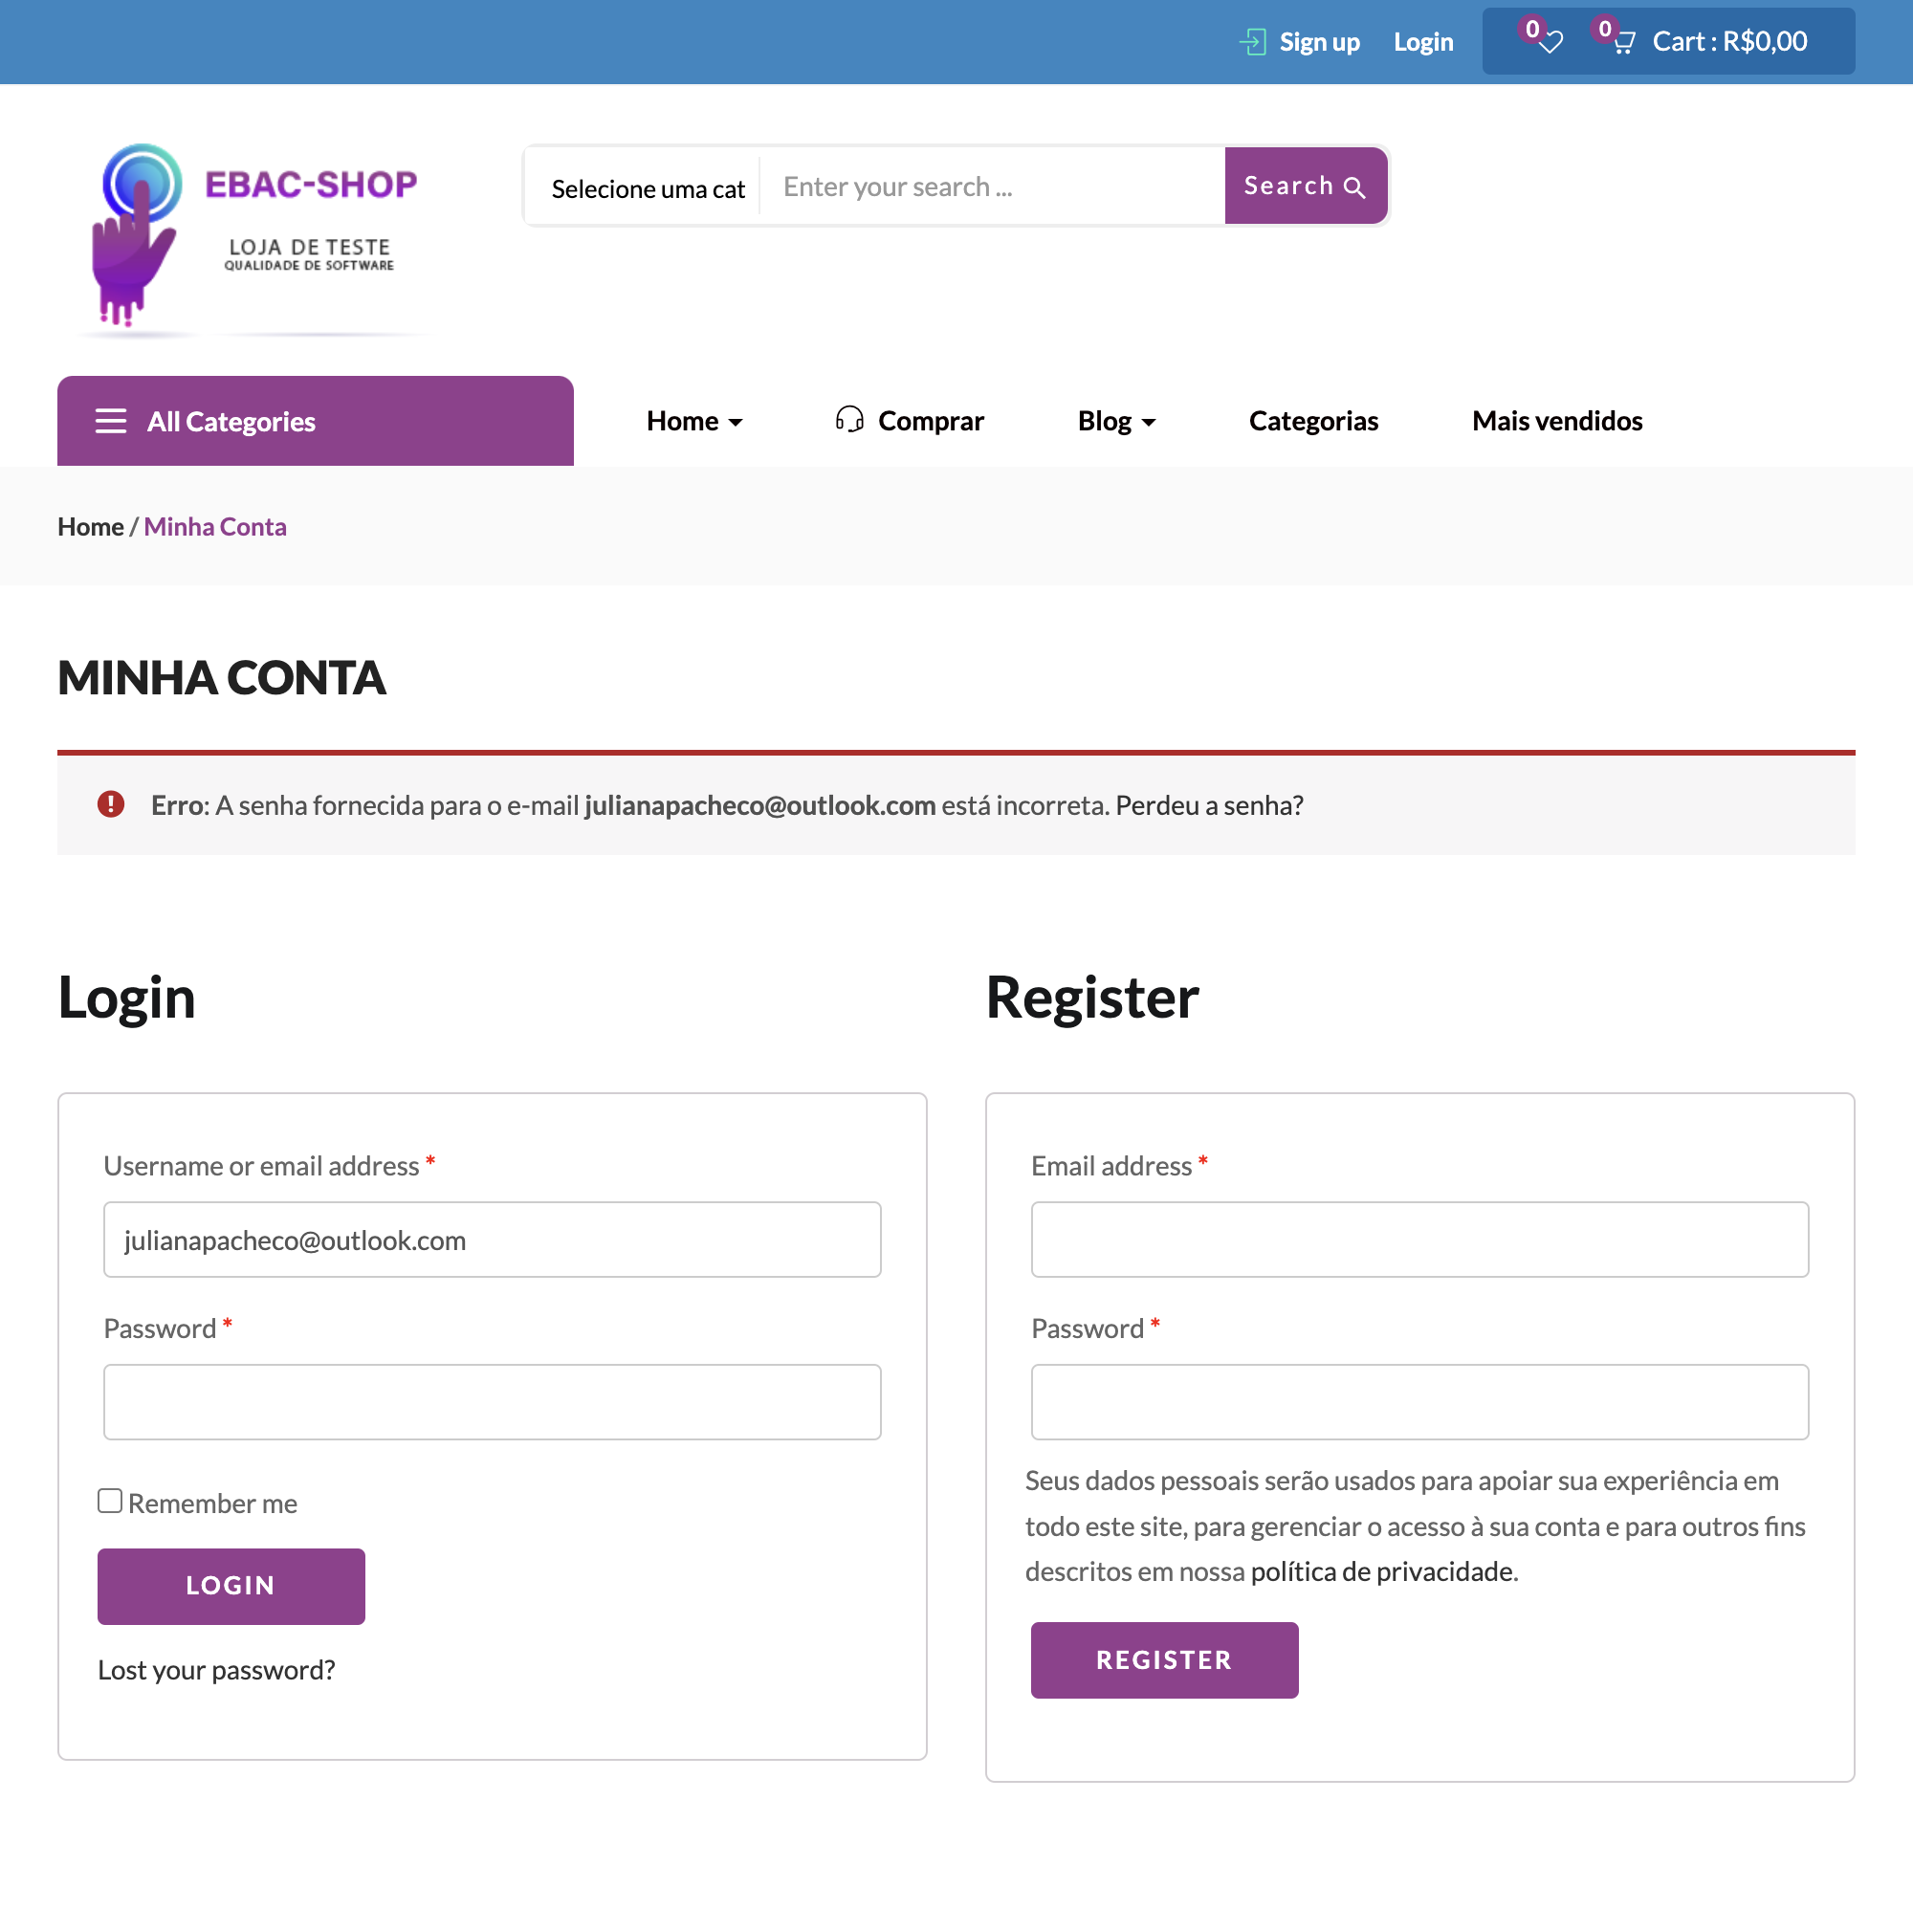 Sign up Login 0 0 Cart : R$0,00
EBAC-SHOP
LOJA DE TESTE
QUALIDADE DE SOFTWARE
Selecione uma cat Enter your search ... Search
All Categories Home Comprar Blog Categorias Mais vendidos
Home / Minha Conta
MINHA CONTA
Erro: A senha fornecida para o e-mail julianapacheco@outlook.com está incorreta. Perdeu a senha?
Login
Username or email address *
julianapacheco@outlook.com
Password *
Remember me
LOGIN
Lost your password?
Register
Email address *
Password *
Seus dados pessoais serão usados para apoiar sua experiência em
todo este site, para gerenciar o acesso à sua conta e para outros fins
descritos em nossa política de privacidade.
REGISTER